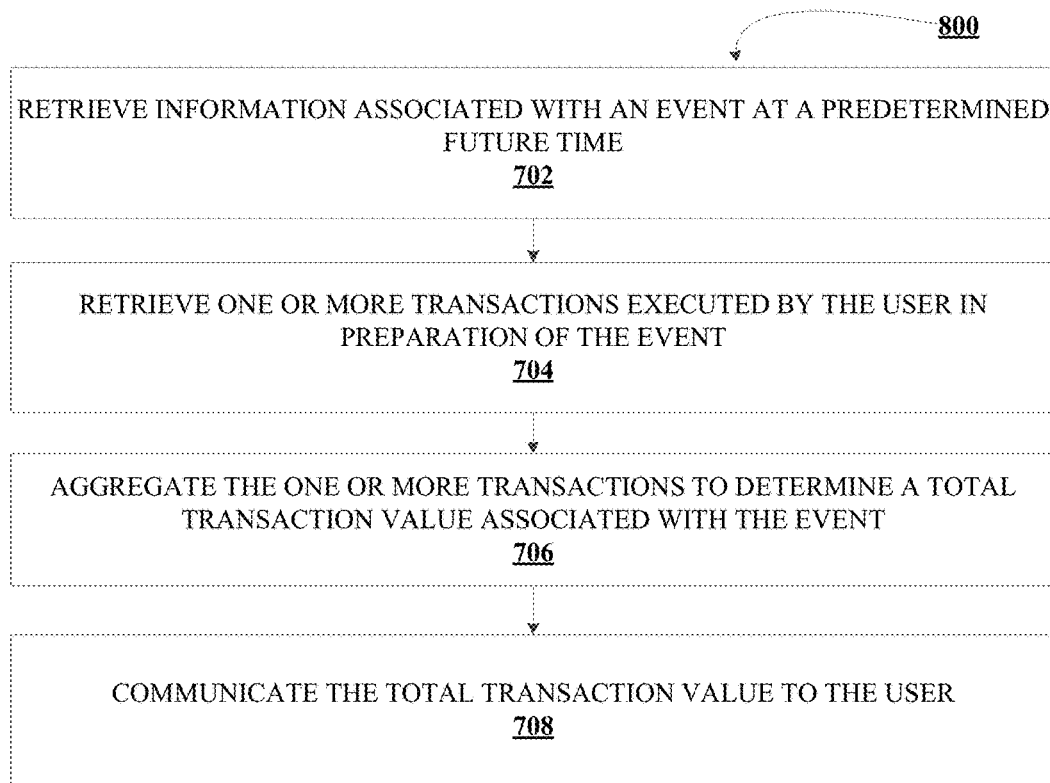 800
RETRIEVE INFORMATION ASSOCIATED WITH AN EVENT AT A PREDETERMINED
FUTURE TIME
702
RETRIEVE ONE OR MORE TRANSACTIONS EXECUTED BY THE USER IN
PREPARATION OF THE EVENT
704
AGGREGATE THE ONE OR MORE TRANSACTIONS TO DETERMINE A TOTAL
TRANSACTION VALUE ASSOCIATED WITH THE EVENT
706
COMMUNICATE THE TOTAL TRANSACTION VALUE TO THE USER
708